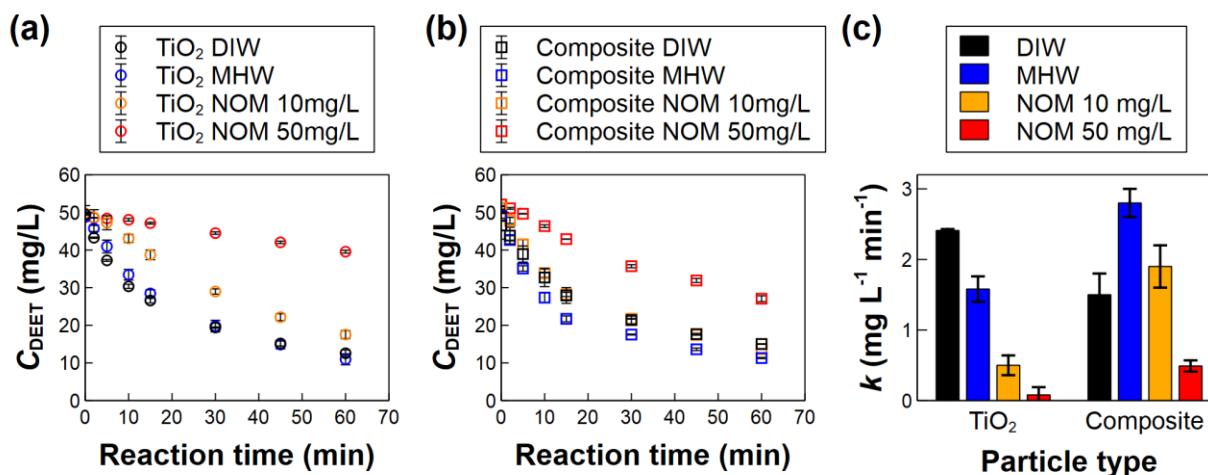 (a)
TiO₂ DIW
TiO₂ MHW
TiO₂ NOM 10mg/L
TiO₂ NOM 50mg/L
60
50
40
30
20
10
0
C_DEET (mg/L)
0 10 20 30 40 50 60 70
Reaction time (min)
(b)
Composite DIW
Composite MHW
Composite NOM 10mg/L
Composite NOM 50mg/L
60
50
40
30
20
10
0
C_DEET (mg/L)
0 10 20 30 40 50 60 70
Reaction time (min)
(c)
DIW
MHW
NOM 10 mg/L
NOM 50 mg/L
3
2
1
0
k (mg L⁻¹ min⁻¹)
TiO₂ Composite
Particle type